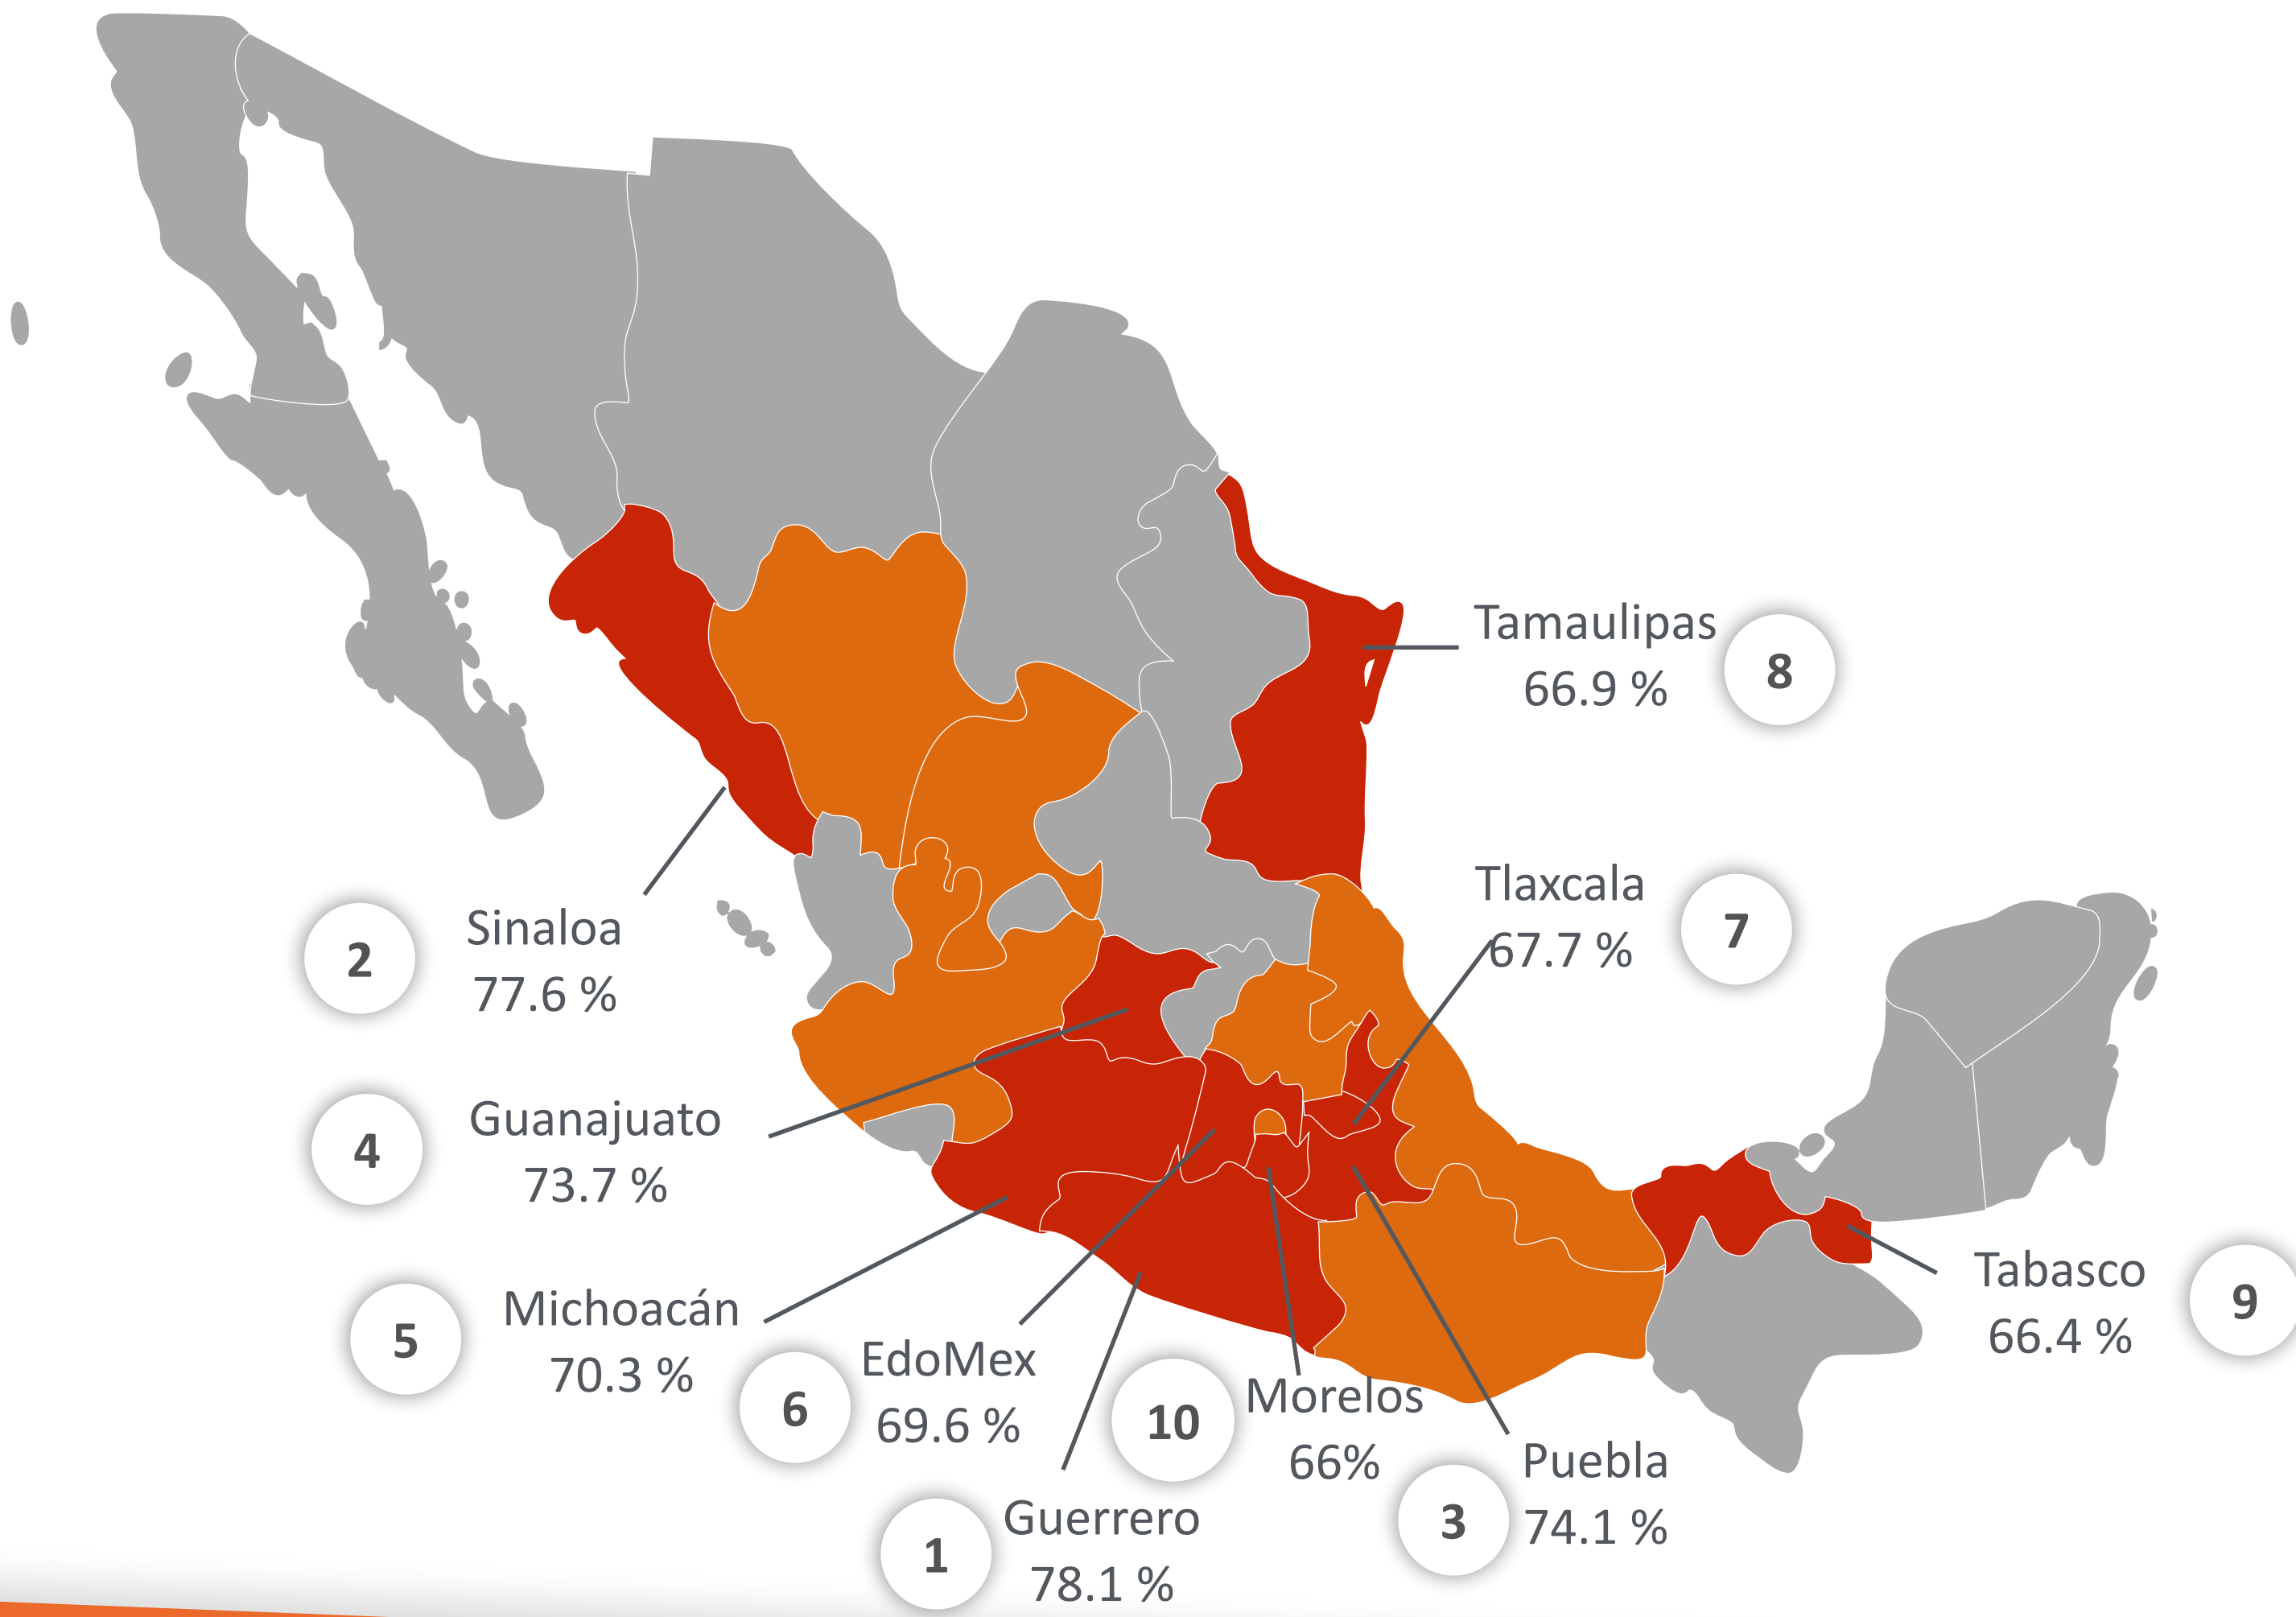 Tamaulipas
66.9 %
8
Tlaxcala
67.7 %
7
2
Sinaloa
77.6 %
4
Guanajuato
73.7 %
5
Michoacán
70.3 %
6
EdoMex
69.6 %
10
Morelos
66%
Tabasco
66.4 %
9
1
Guerrero
78.1 %
3
Puebla
74.1 %